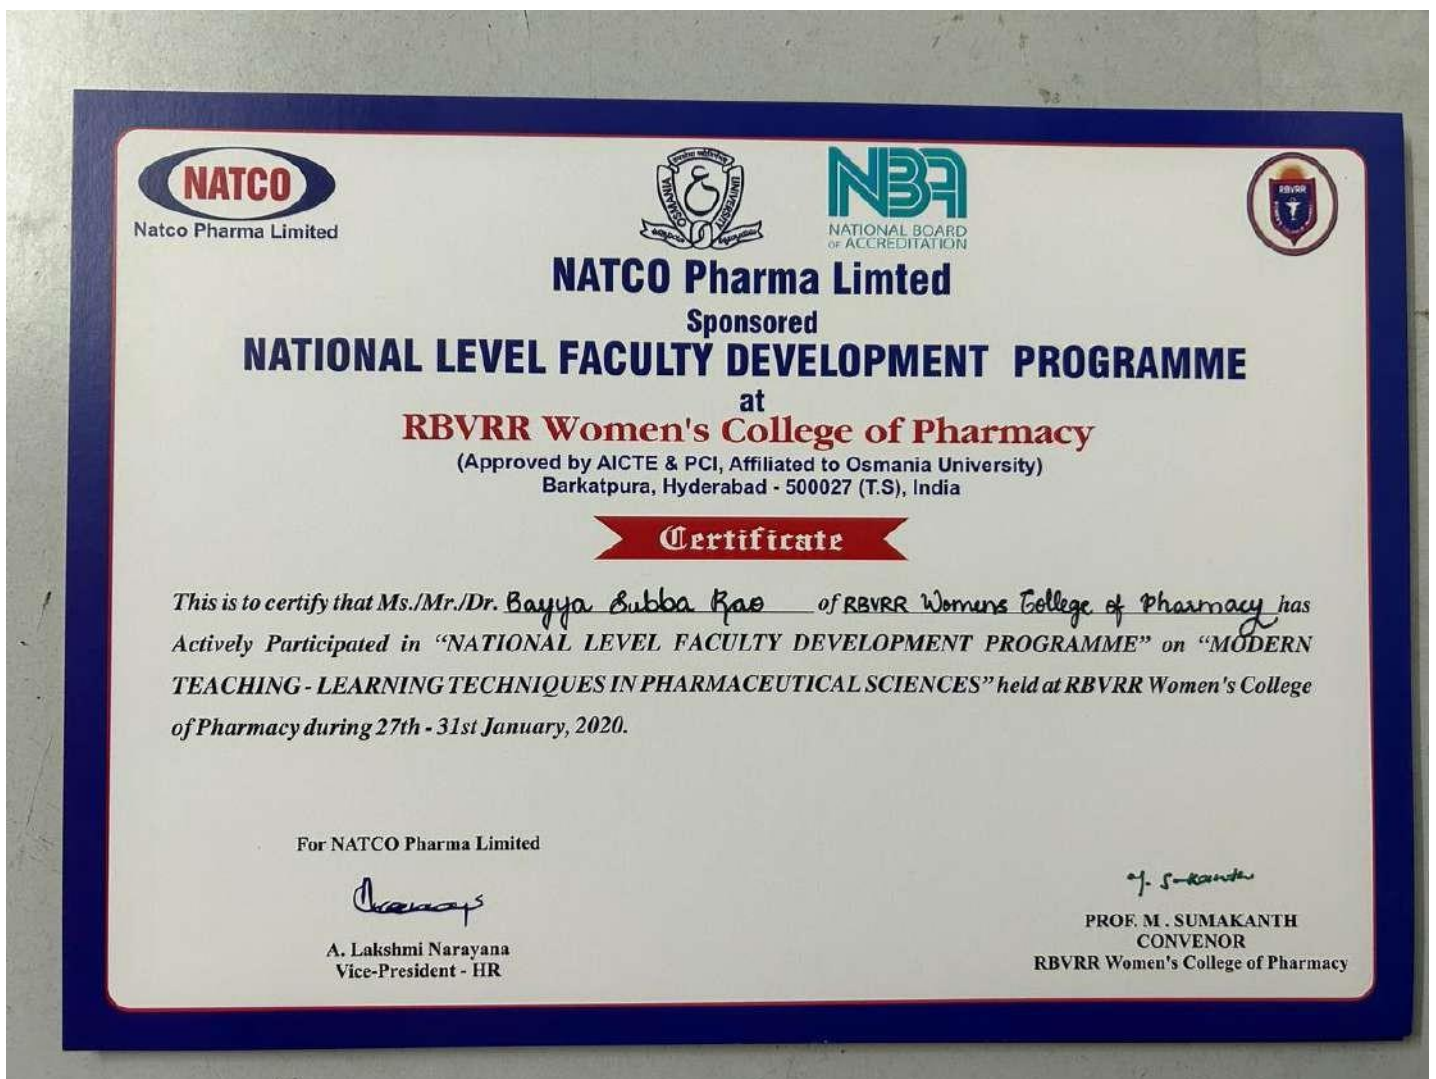 NATCO
Natco Pharma Limited
OSMANIA UNIVERSITY
NBA
NATIONAL BOARD
OF ACCREDITATION
RBVRR
NATCO Pharma Limted
Sponsored
NATIONAL LEVEL FACULTY DEVELOPMENT PROGRAMME
at
RBVRR Women's College of Pharmacy
(Approved by AICTE & PCI, Affiliated to Osmania University)
Barkatpura, Hyderabad - 500027 (T.S), India
Certificate
This is to certify that Ms./Mr./Dr. Bayya Subba Rao of RBVRR Womens College of Pharmacy has
Actively Participated in “NATIONAL LEVEL FACULTY DEVELOPMENT PROGRAMME” on “MODERN
TEACHING - LEARNING TECHNIQUES IN PHARMACEUTICAL SCIENCES” held at RBVRR Women's College
of Pharmacy during 27th - 31st January, 2020.
For NATCO Pharma Limited
A. Lakshmi Narayana
Vice-President - HR
PROF. M . SUMAKANTH
CONVENOR
RBVRR Women's College of Pharmacy